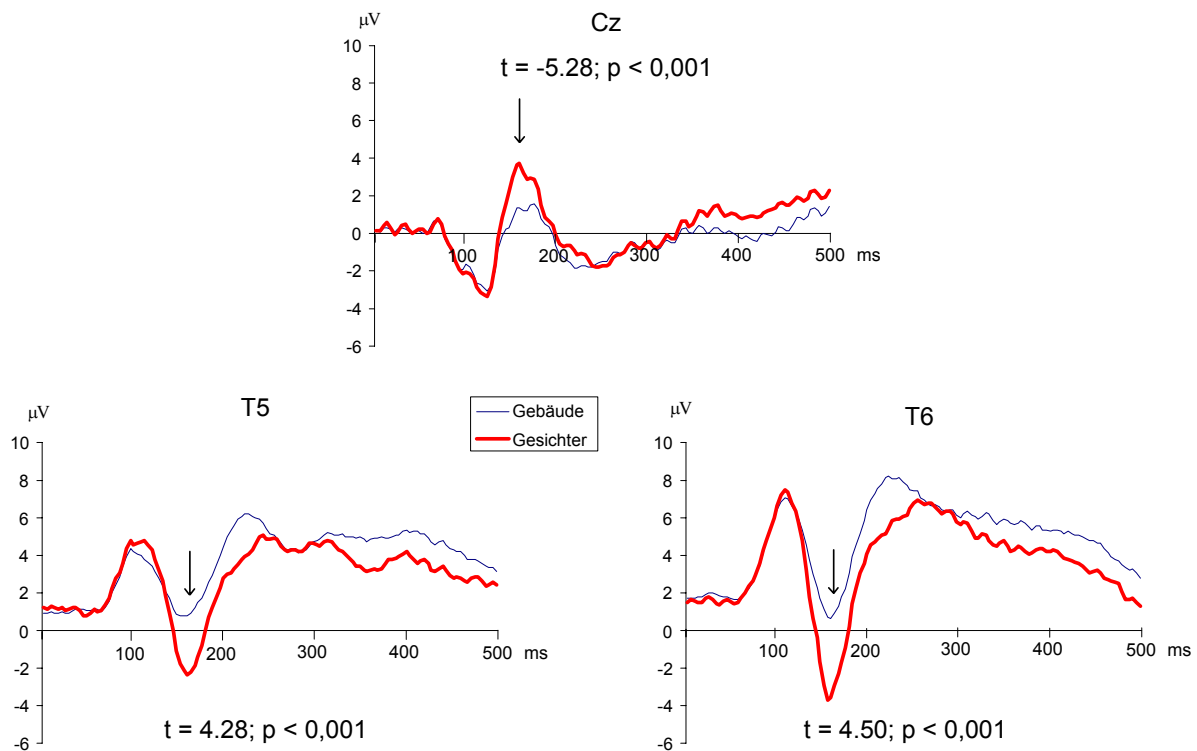 μV
Cz
10
t = -5.28; p < 0,001
8
6
4
2
0
100 200 300 400 500 ms
-2
-4
-6
μV
T5
10
8
6
4
2
0
100 200 300 400 500 ms
-2
-4
t = 4.28; p < 0,001
-6
Gebäude
Gesichter
μV
T6
10
8
6
4
2
0
100 200 300 400 500 ms
-2
-4
t = 4.50; p < 0,001
-6